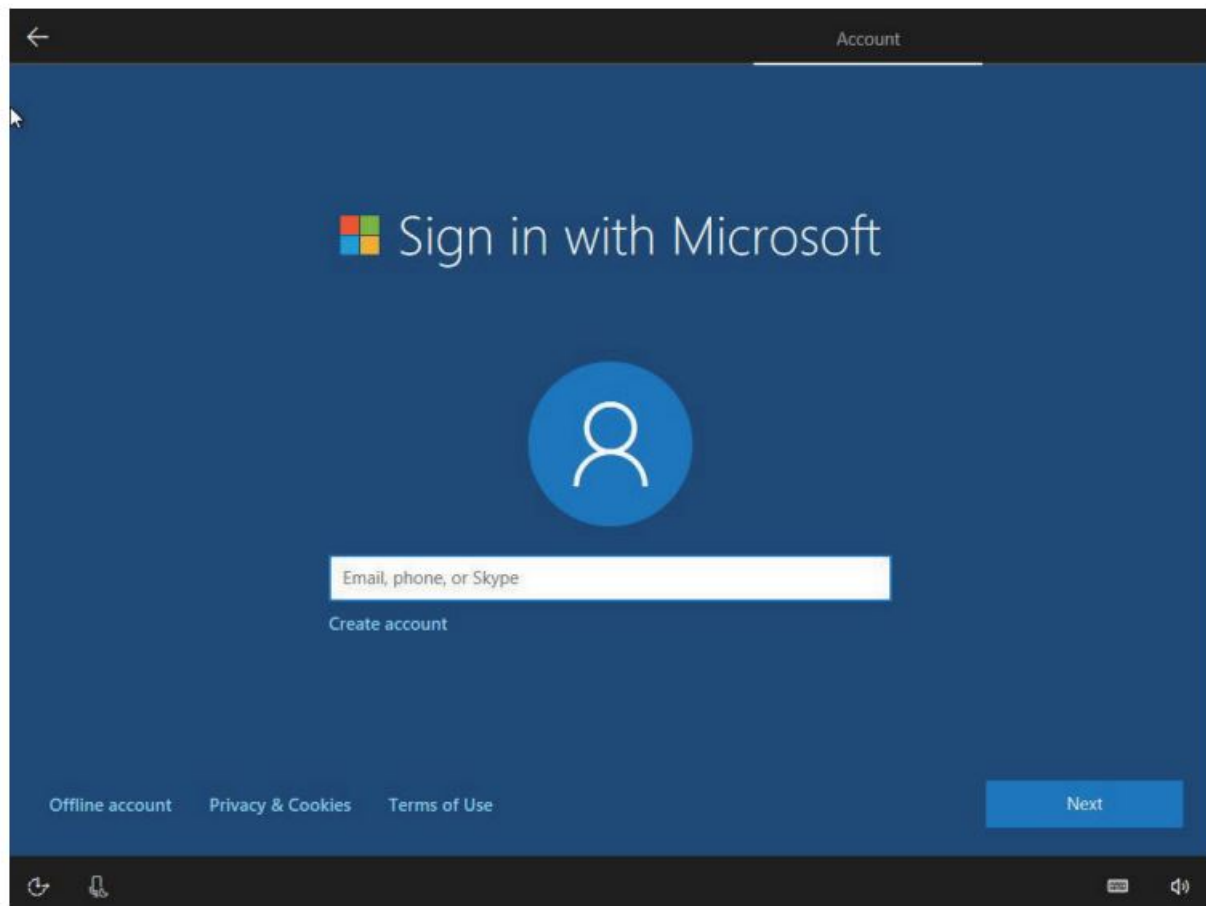 Account
Sign in with Microsoft
Email, phone, or Skype
Create account
Offline account Privacy & Cookies Terms of Use Next